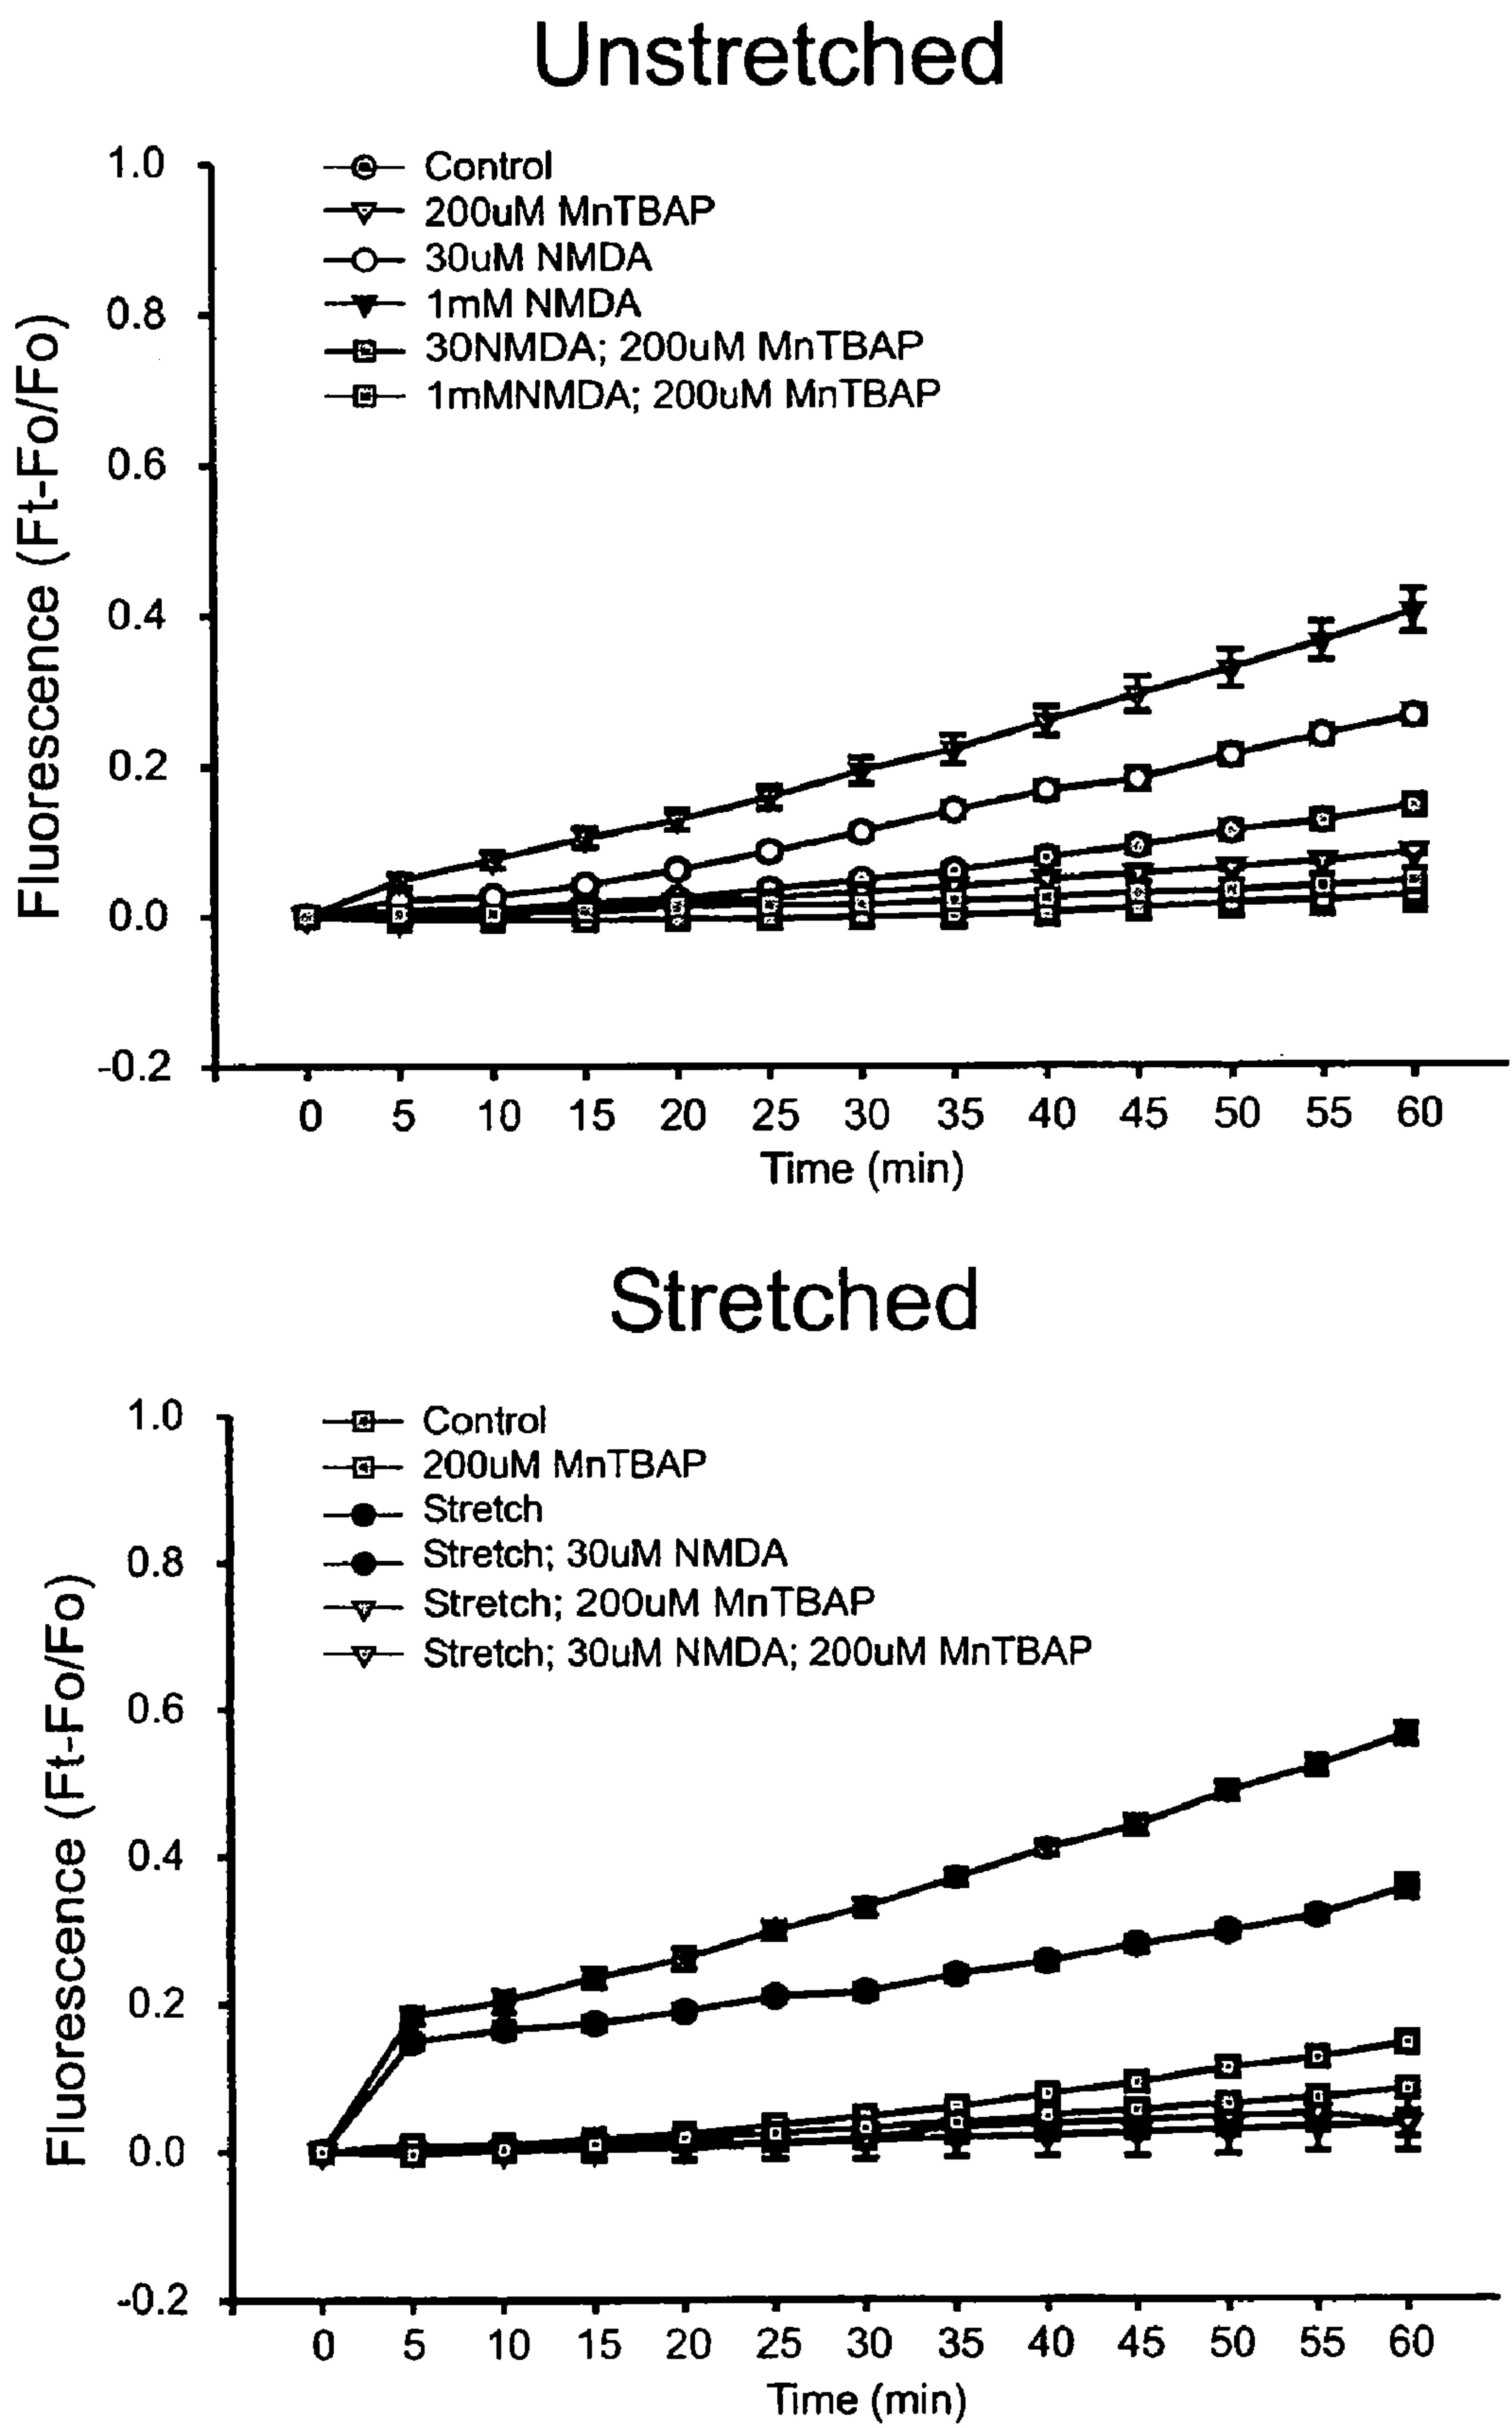 Unstretched
1.0
0.8
0.6
0.4
0.2
0.0
-0.2
Fluorescence (Ft-Fo/Fo)
Control
200uM MnTBAP
30uM NMDA
1mM NMDA
30NMDA; 200uM MnTBAP
1mMNMDA; 200uM MnTBAP
0 5 10 15 20 25 30 35 40 45 50 55 60
Time (min)
Stretched
1.0
0.8
0.6
0.4
0.2
0.0
-0.2
Fluorescence (Ft-Fo/Fo)
Control
200uM MnTBAP
Stretch
Stretch; 30uM NMDA
Stretch; 200uM MnTBAP
Stretch; 30uM NMDA; 200uM MnTBAP
0 5 10 15 20 25 30 35 40 45 50 55 60
Time (min)